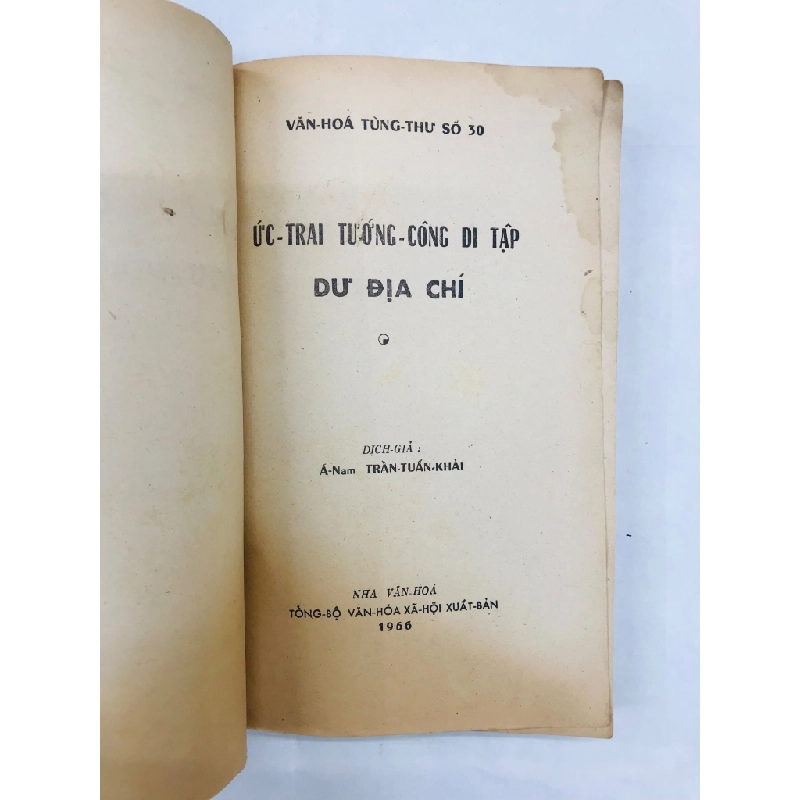 VĂN-HOÁ TÙNG-THƯ SỐ 30
ỨC-TRAI TƯỚNG-CÔNG DI TẬP
DƯ ĐỊA CHÍ
DỊCH-GIẢ :
Á-Nam TRẦN-TUẤN-KHẢI
NHA VĂN-HOÁ
TỔNG-BỘ VĂN-HÓA XÃ-HỘI XUẤT-BẢN
1966